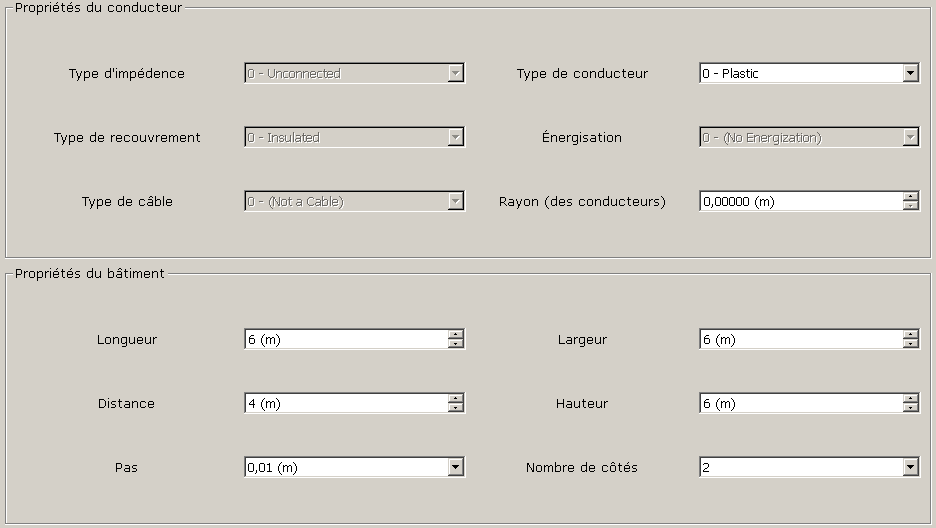 Propriétés du conducteur
Type d'impédence 0 - Unconnected Type de conducteur 0 - Plastic
Type de recouvrement 0 - Insulated Énergisation 0 - (No Energization)
Type de câble 0 - (Not a Cable) Rayon (des conducteurs) 0,00000 (m)
Propriétés du bâtiment
Longueur 6 (m) Largeur 6 (m)
Distance 4 (m) Hauteur 6 (m)
Pas 0,01 (m) Nombre de côtés 2